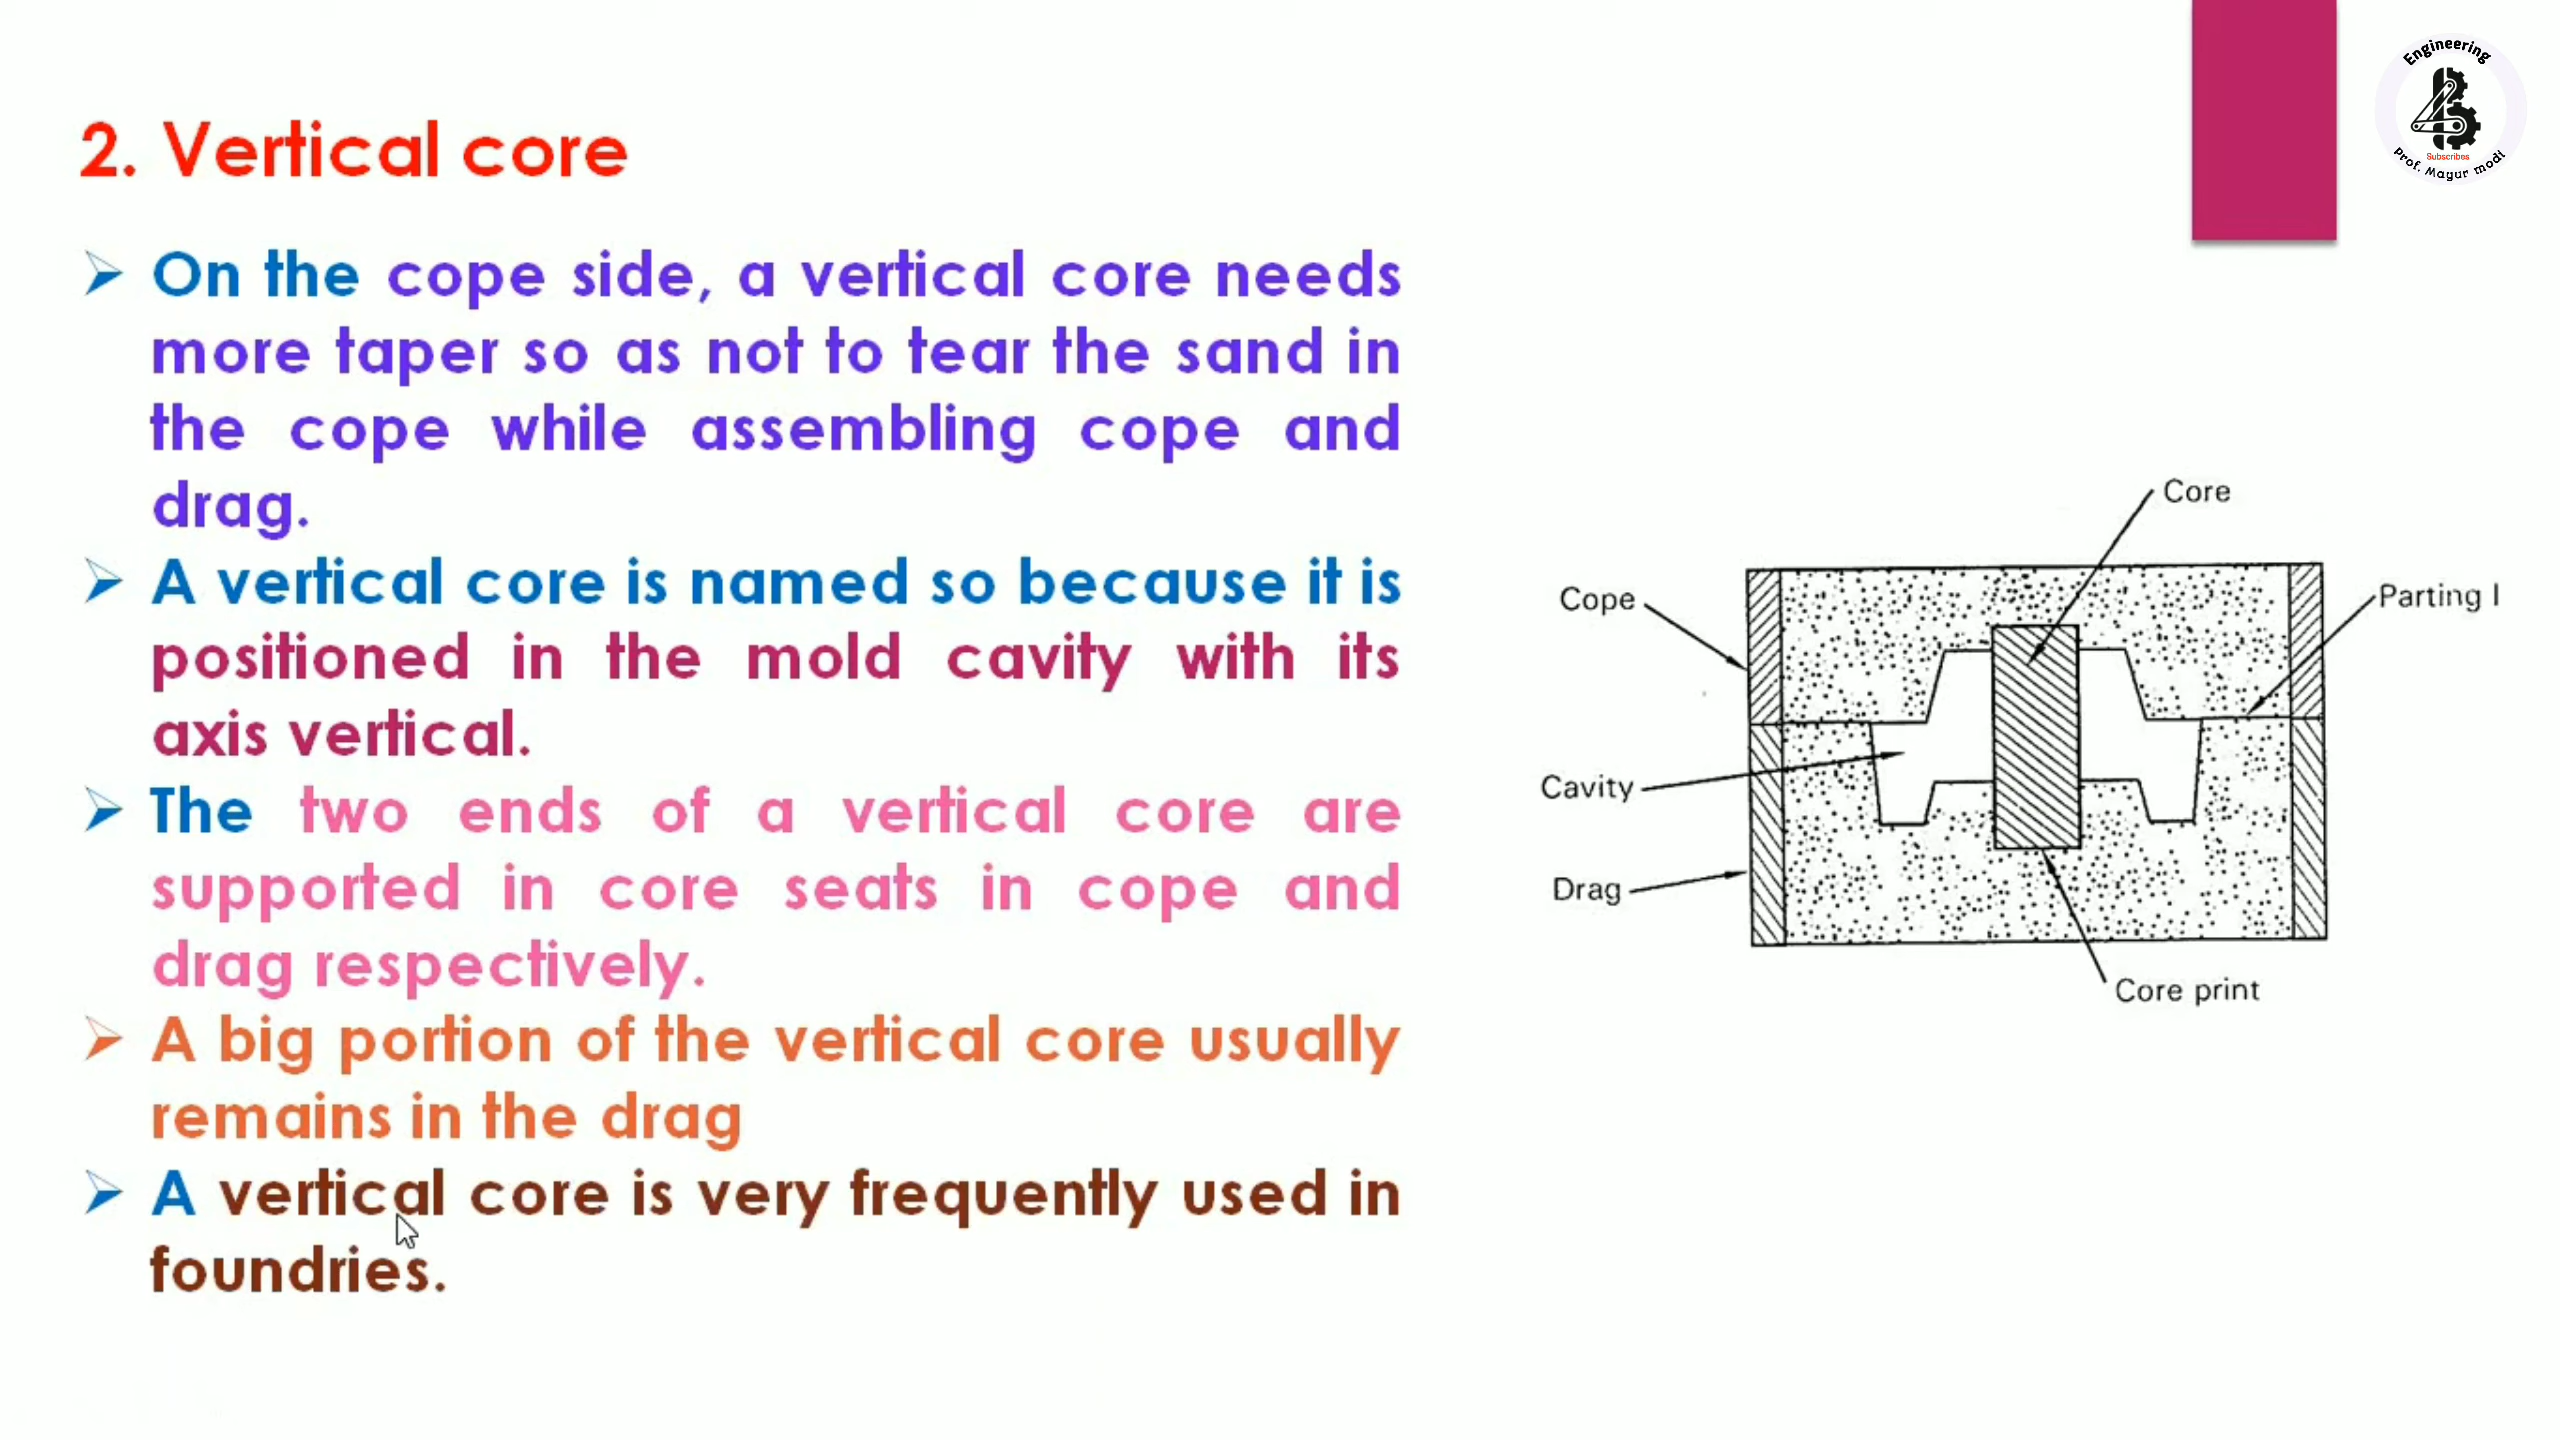 Engineering
Subscribes
Prof. Mayur modi
2. Vertical core
On the cope side, a vertical core needs
more taper so as not to tear the sand in
the cope while assembling cope and
drag.
A vertical core is named so because it is
positioned in the mold cavity with its
axis vertical.
The two ends of a vertical core are
supported in core seats in cope and
drag respectively.
A big portion of the vertical core usually
remains in the drag
A vertical core is very frequently used in
foundries.
Core
Cope
Parting l
Cavity
Drag
Core print